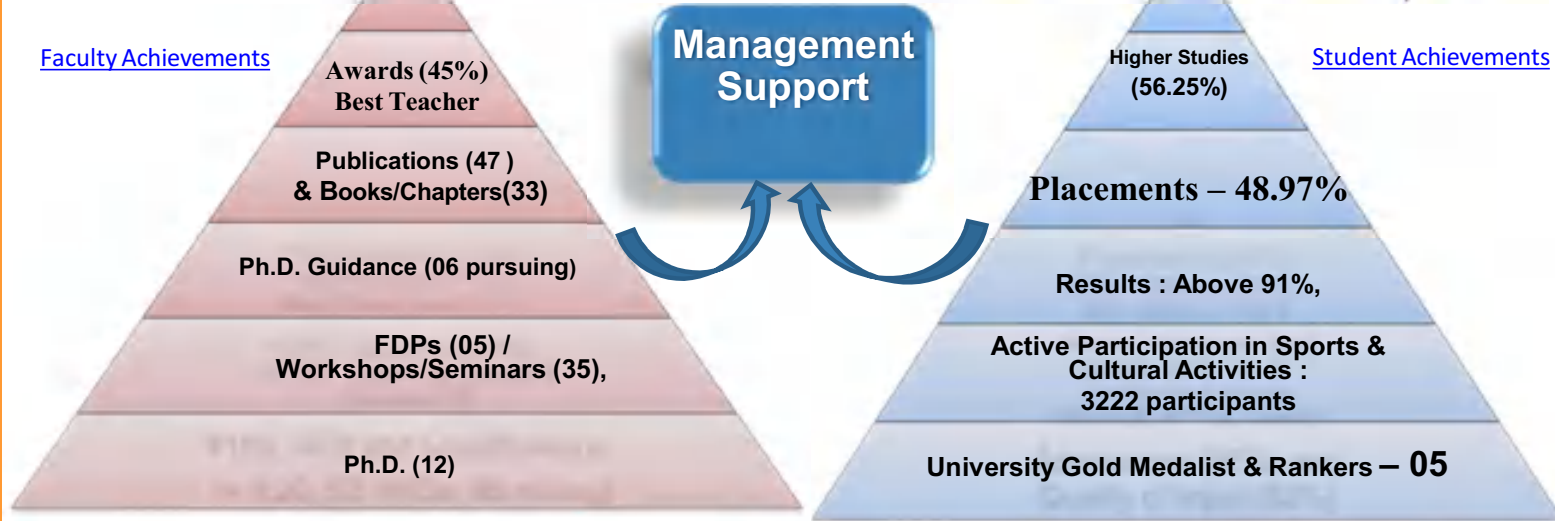 Faculty Achievements
Awards (45%)
Best Teacher
Publications (47 )
& Books/Chapters(33)
Ph.D. Guidance (06 pursuing)
FDPs (05) /
Workshops/Seminars (35),
Ph.D. (12)
Management
Support
Higher Studies
(56.25%)
Student Achievements
Placements – 48.97%
Results : Above 91%,
Active Participation in Sports &
Cultural Activities :
3222 participants
University Gold Medalist & Rankers – 05